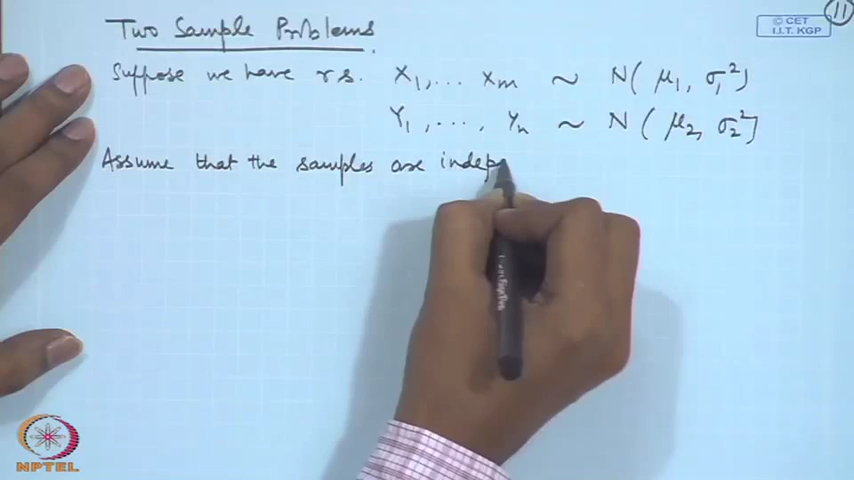 11
© CET
I.I.T. KGP
Two Sample Problems
Suppose we have r.s. X₁, ... Xₘ ~ N( μ₁, σ₁²)
Y₁, ..., Yₙ ~ N( μ₂, σ₂²)
Assume that the samples are indep
NPTEL